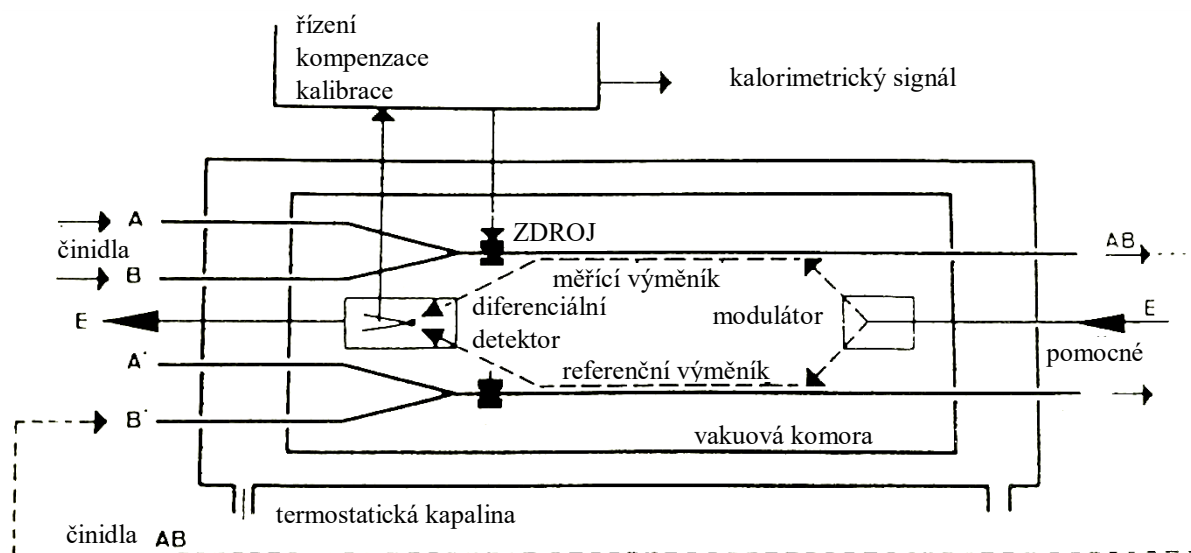 řízení
kompenzace
kalibrace
kalorimetrický signál
A
činidla
B
ZDROJ
AB
měřící výměník
E
diferenciální
detektor
modulátor
E
pomocné
A'
referenční výměník
B'
vakuová komora
termostatická kapalina
činidla AB